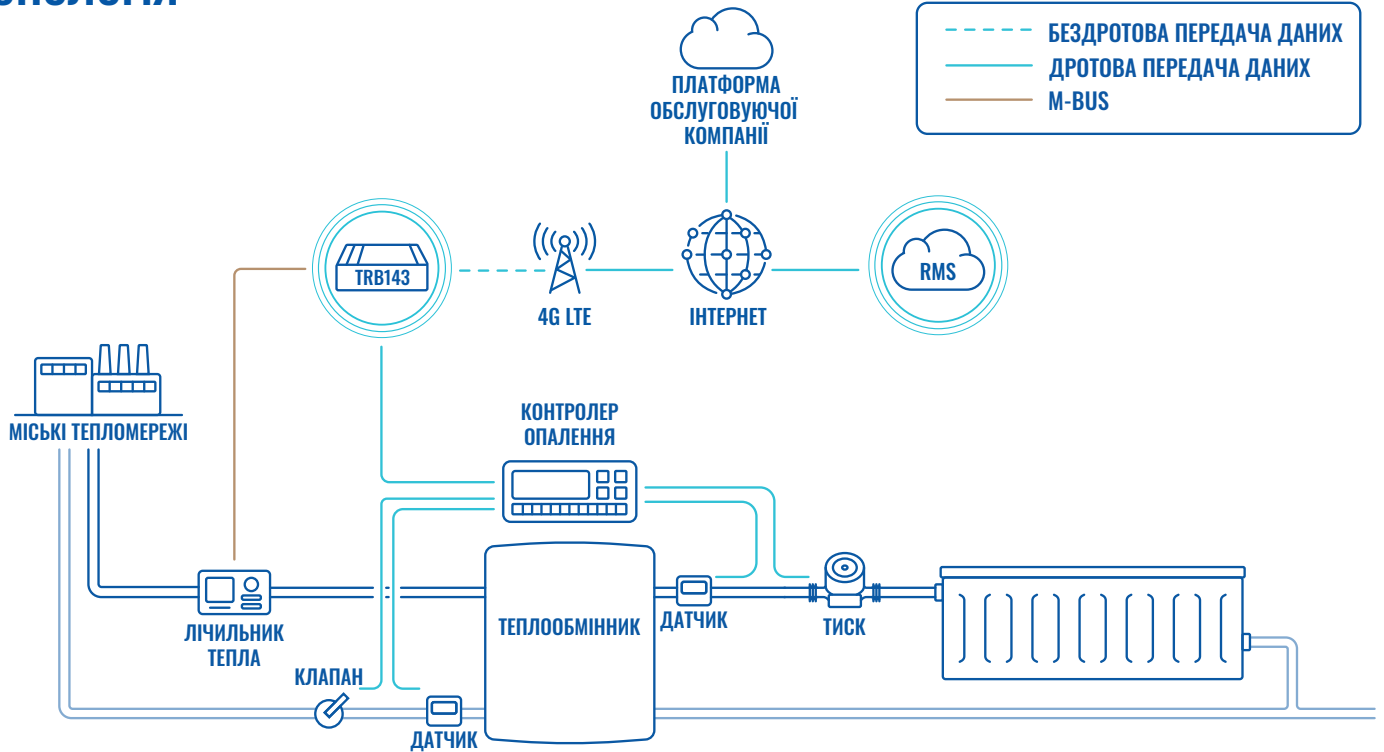 ПЛАТФОРМА
ОБСЛУГОВУЮЧОЇ
КОМПАНІЇ
БЕЗДРОТОВА ПЕРЕДАЧА ДАНИХ
ДРОТОВА ПЕРЕДАЧА ДАНИХ
M-BUS
TRB143
4G LTE
ІНТЕРНЕТ
RMS
МІСЬКІ ТЕПЛОМЕРЕЖІ
КОНТРОЛЕР
ОПАЛЕННЯ
ЛІЧИЛЬНИК
ТЕПЛА
ТЕПЛООБМІННИК
ДАТЧИК
ТИСК
КЛАПАН
ДАТЧИК